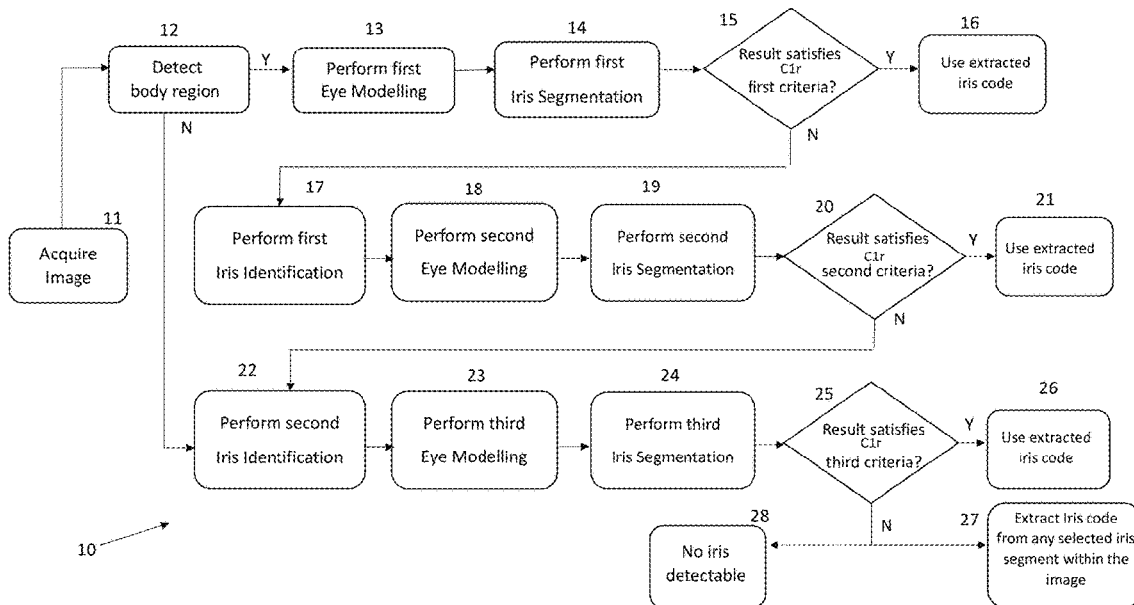 12
13
14
15
16
Detect
body region
Y
Perform first
Eye Modelling
Perform first
Iris Segmentation
Result satisfies
C1r
first criteria?
Y
Use extracted
iris code
N
N
11
Acquire
Image
17
18
19
20
21
Perform first
Iris Identification
Perform second
Eye Modelling
Perform second
Iris Segmentation
Result satisfies
C1r
second criteria?
Y
Use extracted
iris code
N
22
23
24
25
26
Perform second
Iris Identification
Perform third
Eye Modelling
Perform third
Iris Segmentation
Result satisfies
C1r
third criteria?
Y
Use extracted
iris code
N
10
28
No iris
detectable
27
Extract Iris code
from any selected iris
segment within the
image